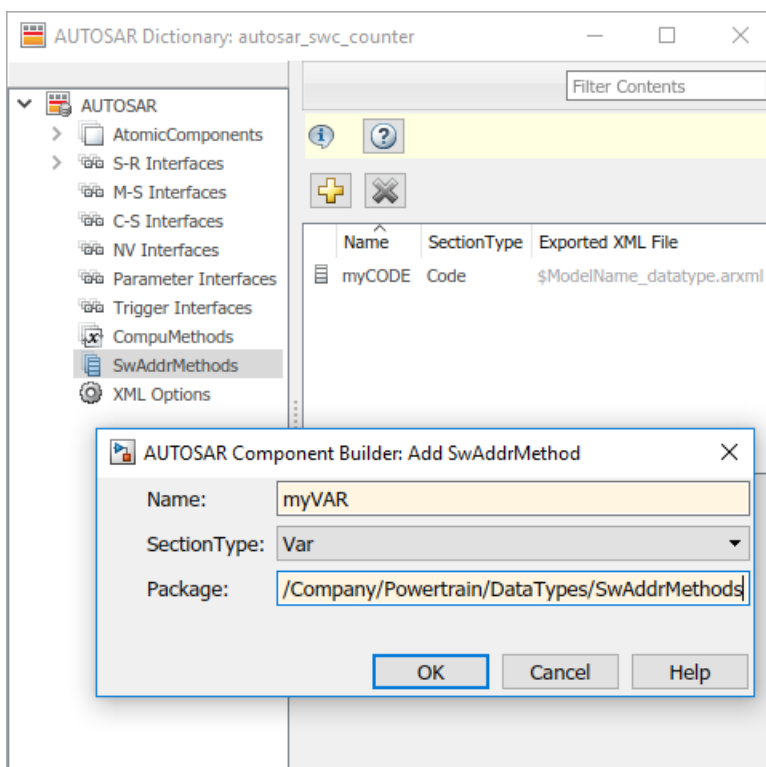 AUTOSAR Dictionary: autosar_swc_counter
Filter Contents
AUTOSAR
AtomicComponents
S-R Interfaces
M-S Interfaces
C-S Interfaces
NV Interfaces
Parameter Interfaces
Trigger Interfaces
CompuMethods
SwAddrMethods
XML Options
Name SectionType Exported XML File
myCODE Code $ModelName_datatype.arxml
AUTOSAR Component Builder: Add SwAddrMethod
Name: myVAR
SectionType: Var
Package: /Company/Powertrain/DataTypes/SwAddrMethods
OK Cancel Help